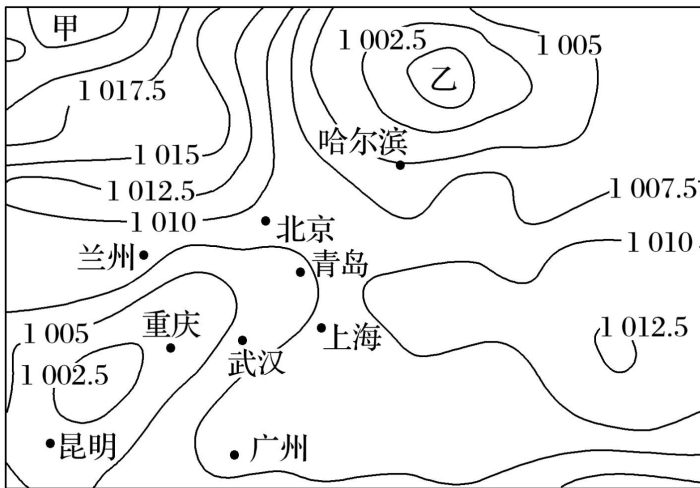 甲
1 002.5
1 005
乙
1 017.5
哈尔滨
1 015
1 012.5
1 007.5
1 010
北京
1 010
兰州
青岛
1 005
重庆
上海
1 012.5
武汉
1 002.5
昆明
广州